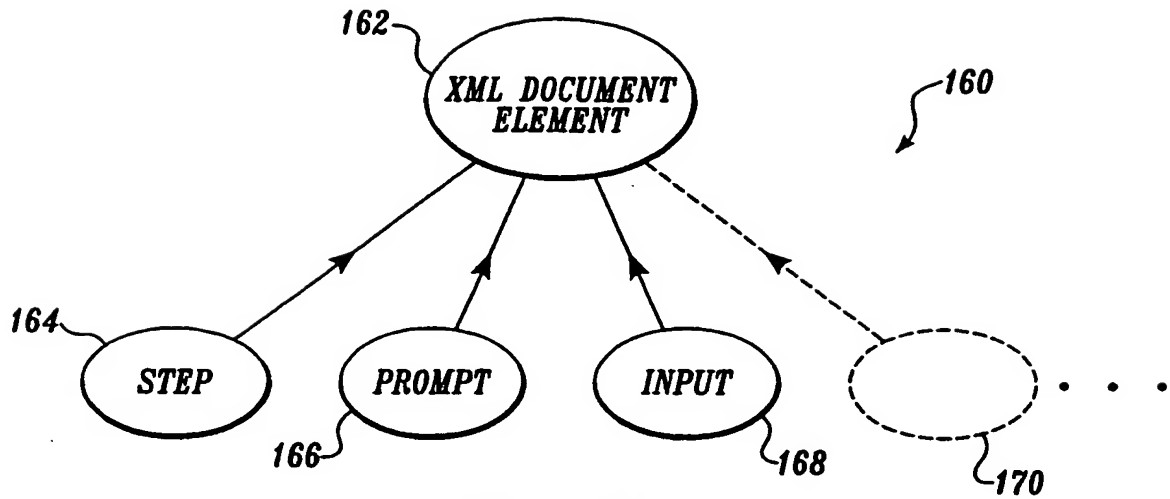 162
XML DOCUMENT
ELEMENT
160
164
STEP
PROMPT
INPUT
166
168
170